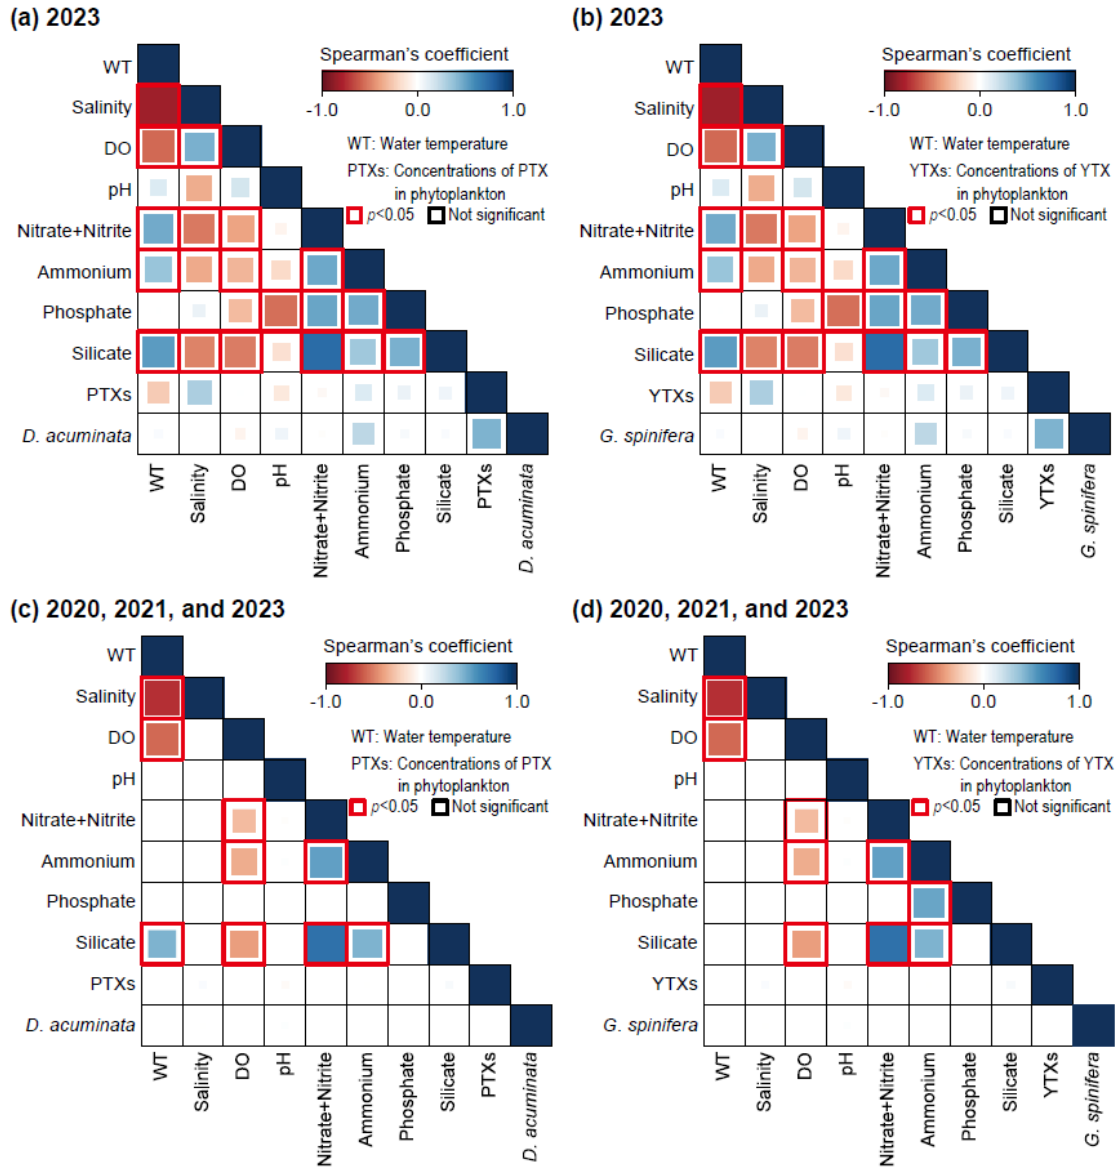 (a) 2023
Spearman's coefficient
-1.0 0.0 1.0
WT: Water temperature
PTXs: Concentrations of PTX
in phytoplankton
p<0.05 Not significant
WT
Salinity
DO
pH
Nitrate+Nitrite
Ammonium
Phosphate
Silicate
PTXs
D. acuminata
WT
Salinity
DO
pH
Nitrate+Nitrite
Ammonium
Phosphate
Silicate
PTXs
D. acuminata
(b) 2023
Spearman's coefficient
-1.0 0.0 1.0
WT: Water temperature
YTXs: Concentrations of YTX
in phytoplankton
p<0.05 Not significant
WT
Salinity
DO
pH
Nitrate+Nitrite
Ammonium
Phosphate
Silicate
YTXs
G. spinifera
WT
Salinity
DO
pH
Nitrate+Nitrite
Ammonium
Phosphate
Silicate
YTXs
G. spinifera
(c) 2020, 2021, and 2023
Spearman's coefficient
-1.0 0.0 1.0
WT: Water temperature
PTXs: Concentrations of PTX
in phytoplankton
p<0.05 Not significant
WT
Salinity
DO
pH
Nitrate+Nitrite
Ammonium
Phosphate
Silicate
PTXs
D. acuminata
WT
Salinity
DO
pH
Nitrate+Nitrite
Ammonium
Phosphate
Silicate
PTXs
D. acuminata
(d) 2020, 2021, and 2023
Spearman's coefficient
-1.0 0.0 1.0
WT: Water temperature
YTXs: Concentrations of YTX
in phytoplankton
p<0.05 Not significant
WT
Salinity
DO
pH
Nitrate+Nitrite
Ammonium
Phosphate
Silicate
YTXs
G. spinifera
WT
Salinity
DO
pH
Nitrate+Nitrite
Ammonium
Phosphate
Silicate
YTXs
G. spinifera